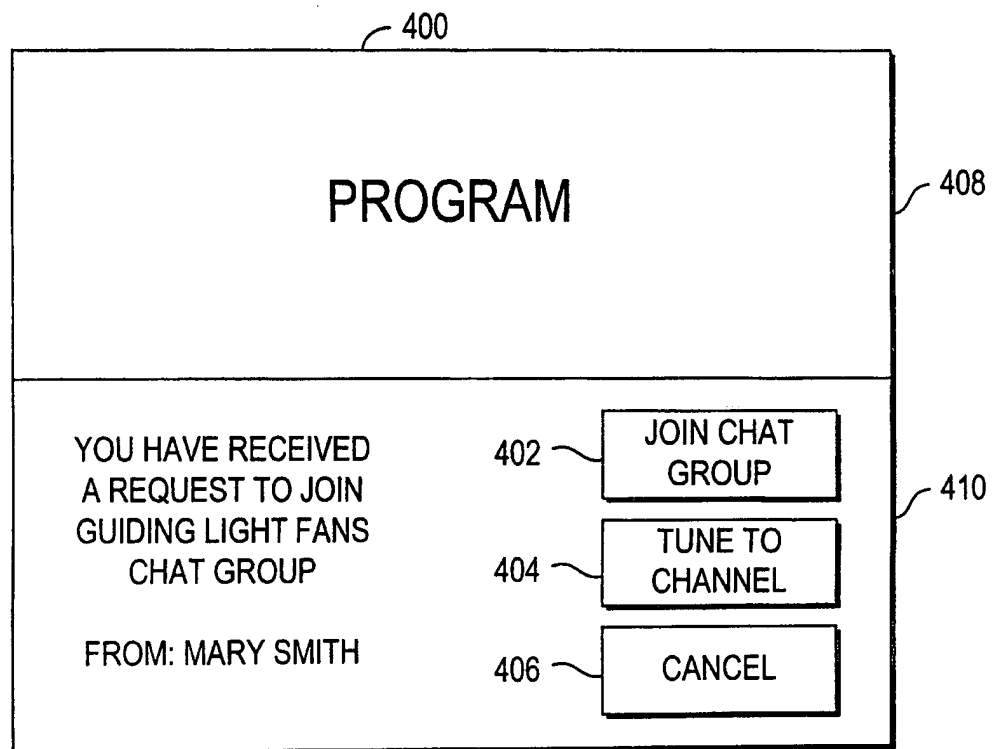 400
PROGRAM
408
YOU HAVE RECEIVED
A REQUEST TO JOIN
GUIDING LIGHT FANS
CHAT GROUP
FROM: MARY SMITH
402
JOIN CHAT
GROUP
410
404
TUNE TO
CHANNEL
406
CANCEL